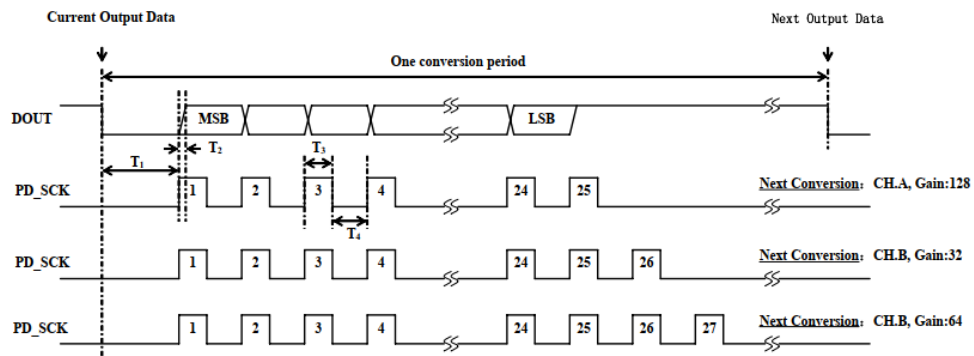 Current Output Data
Next Output Data
One conversion period
DOUT
MSB
LSB
T₁
T₂
T₃
PD_SCK
1
2
3
4
24
25
Next Conversion: CH.A, Gain:128
T₄
PD_SCK
1
2
3
4
24
25
26
Next Conversion: CH.B, Gain:32
PD_SCK
1
2
3
4
24
25
26
27
Next Conversion: CH.B, Gain:64